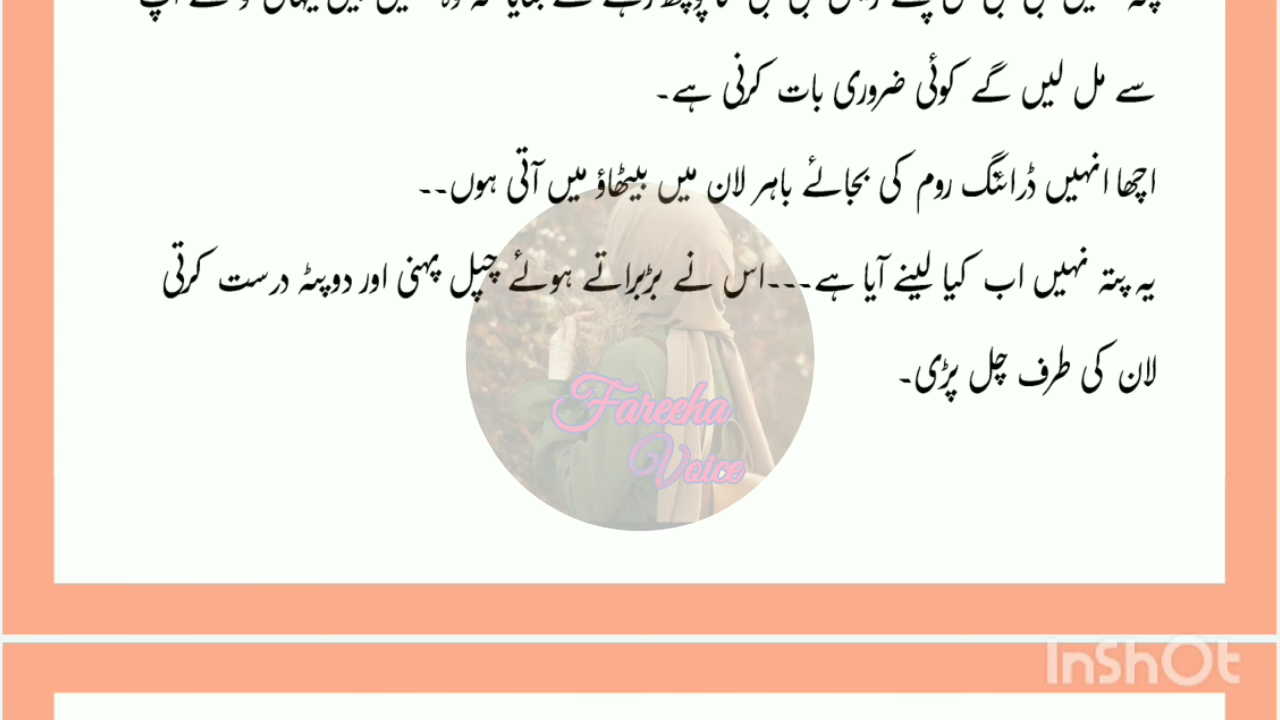 سے مل لیں گے کوئی ضروری بات کرنی ہے۔
اچھا انہیں ڈرائنگ روم کی بجائے باہر لان میں بیٹھاؤ میں آتی ہوں۔۔
یہ پتہ نہیں اب کیا لینے آیا ہے۔۔۔اس نے بڑبراتے ہوئے چپل پہنی اور دوپٹہ درست کرتی
لان کی طرف چل پڑی۔
Fareeha
Voice
InShOt